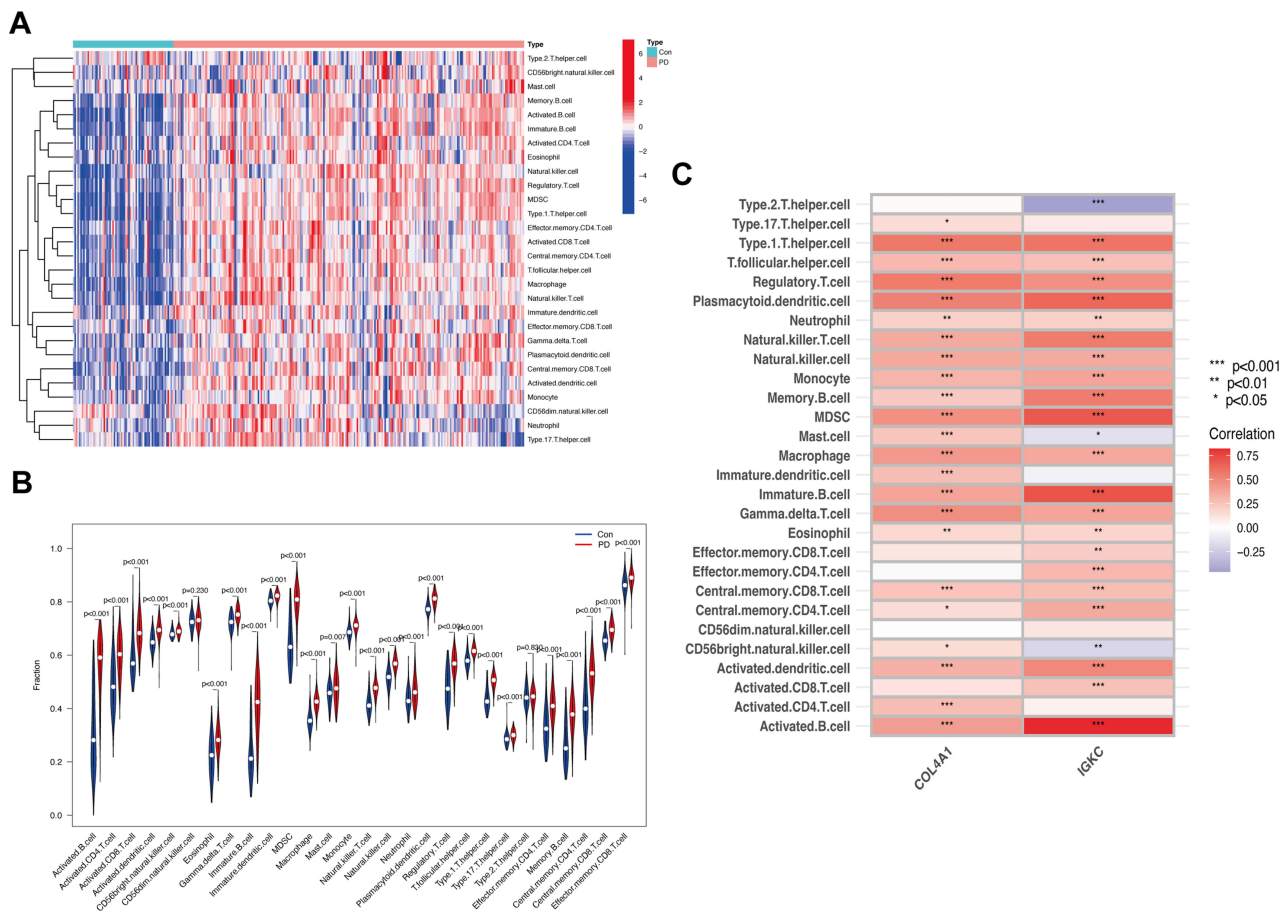 A
Type
Type
Con
PD
6
4
2
0
−2
−4
−6
Type.2.T.helper.cell
CD56bright.natural.killer.cell
Mast.cell
Memory.B.cell
Activated.B.cell
Immature.B.cell
Activated.CD4.T.cell
Eosinophil
Natural.killer.cell
Regulatory.T.cell
MDSC
Type.1.T.helper.cell
Effector.memory.CD4.T.cell
Activated.CD8.T.cell
Central.memory.CD4.T.cell
T.follicular.helper.cell
Macrophage
Natural.killer.T.cell
Immature.dendritic.cell
Effector.memory.CD8.T.cell
Gamma.delta.T.cell
Plasmacytoid.dendritic.cell
Central.memory.CD8.T.cell
Activated.dendritic.cell
Monocyte
CD56dim.natural.killer.cell
Neutrophil
Type.17.T.helper.cell
B
Fraction
1.0
0.8
0.6
0.4
0.2
0.0
Con
PD
p<0.001
p<0.001
p<0.001
p<0.001
p<0.001
p=0.230
p<0.001
p<0.001
p<0.001
p<0.001
p<0.001
p<0.001
p=0.007
p<0.001
p<0.001
p<0.001
p<0.001
p<0.001
p<0.001
p<0.001
p<0.001
p<0.001
p<0.001
p<0.001
p<0.001
p<0.001
p<0.001
Activated.B.cell
Activated.CD4.T.cell
Activated.CD8.T.cell
Activated.dendritic.cell
CD56bright.natural.killer.cell
CD56dim.natural.killer.cell
Eosinophil
Gamma.delta.T.cell
Immature.B.cell
Immature.dendritic.cell
MDSC
Macrophage
Mast.cell
Monocyte
Natural.killer.T.cell
Natural.killer.cell
Neutrophil
Plasmacytoid.dendritic.cell
Regulatory.T.cell
T.follicular.helper.cell
Type.1.T.helper.cell
Type.17.T.helper.cell
Type.2.T.helper.cell
Effector.memory.CD4.T.cell
Memory.B.cell
Central.memory.CD4.T.cell
Central.memory.CD8.T.cell
Effector.memory.CD8.T.cell
C
Type.2.T.helper.cell ***
Type.17.T.helper.cell *
Type.1.T.helper.cell *** ***
T.follicular.helper.cell *** ***
Regulatory.T.cell *** ***
Plasmacytoid.dendritic.cell *** ***
Neutrophil ** **
Natural.killer.T.cell *** ***
Natural.killer.cell *** ***
Monocyte *** ***
Memory.B.cell *** ***
MDSC *** ***
Mast.cell *** *
Macrophage *** ***
Immature.dendritic.cell ***
Immature.B.cell *** ***
Gamma.delta.T.cell *** ***
Eosinophil ** **
Effector.memory.CD8.T.cell **
Effector.memory.CD4.T.cell ***
Central.memory.CD8.T.cell *** ***
Central.memory.CD4.T.cell * ***
CD56dim.natural.killer.cell
CD56bright.natural.killer.cell * **
Activated.dendritic.cell *** ***
Activated.CD8.T.cell ***
Activated.CD4.T.cell ***
Activated.B.cell *** ***
COL4A1
IGKC
*** p<0.001
** p<0.01
* p<0.05
Correlation
0.75
0.50
0.25
0.00
−0.25